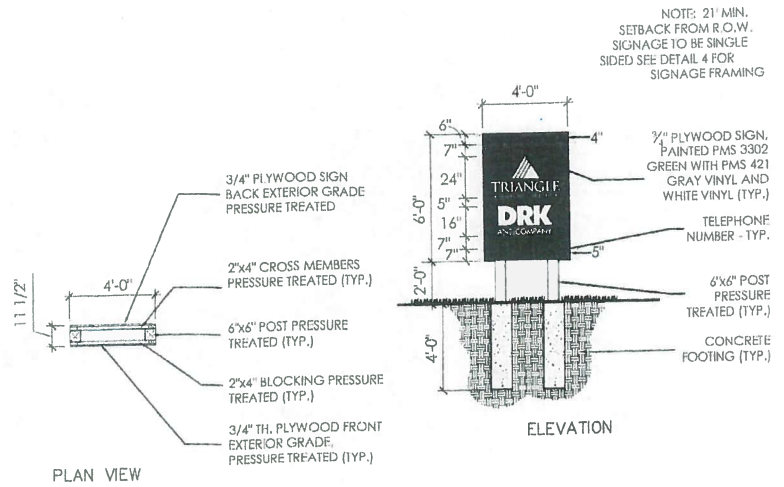 NOTE: 21' MIN.
SETBACK FROM R.O.W.
SIGNAGE TO BE SINGLE
SIDED SEE DETAIL 4 FOR
SIGNAGE FRAMING
4'-0"
6"
7"
24"
5"
16"
7"
7"
6'-0"
2'-0"
4'-0"
4"
5"
TRIANGLE
DRK
AND COMPANY
3/4" PLYWOOD SIGN,
PAINTED PMS 3302
GREEN WITH PMS 421
GRAY VINYL AND
WHITE VINYL (TYP.)
TELEPHONE
NUMBER - TYP.
6"x6" POST
PRESSURE
TREATED (TYP.)
CONCRETE
FOOTING (TYP.)
ELEVATION
3/4" PLYWOOD SIGN
BACK EXTERIOR GRADE
PRESSURE TREATED
2"x4" CROSS MEMBERS
PRESSURE TREATED (TYP.)
4'-0"
11 1/2"
6"x6" POST PRESSURE
TREATED (TYP.)
2"x4" BLOCKING PRESSURE
TREATED (TYP.)
3/4" TH. PLYWOOD FRONT
EXTERIOR GRADE,
PRESSURE TREATED (TYP.)
PLAN VIEW